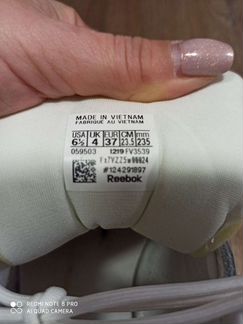 MADE IN VIETNAM
FABRIQUÉ AU VIETNAM
USA UK EUR CM mm
6½ 4 37 23.5 235
059503 1219 FV3539
#124291897
Reebok
REDMI NOTE 8 PRO
AI QUAD CAMERA